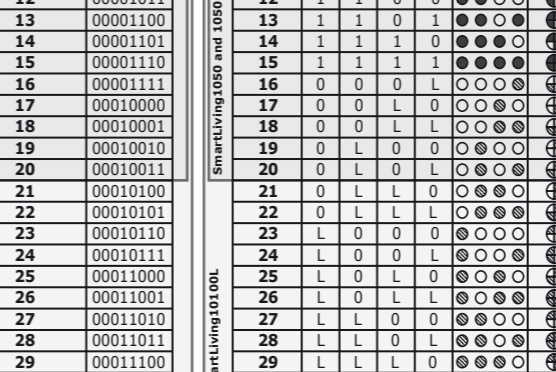 13 00001100 13 1 1 0 1
14 00001101 14 1 1 1 0
15 00001110 15 1 1 1 1
16 00001111 16 0 0 0 L
17 00010000 17 0 0 L 0
18 00010001 18 0 0 L L
19 00010010 19 0 L 0 0
20 00010011 20 0 L 0 L
21 00010100 21 0 L L 0
22 00010101 22 0 L L L
23 00010110 23 L 0 0 0
24 00010111 24 L 0 0 L
25 00011000 25 L 0 L 0
26 00011001 26 L 0 L L
27 00011010 27 L L 0 0
28 00011011 28 L L 0 L
29 00011100 29 L L L 0
SmartLiving1050 and 1050
artLiving10100L